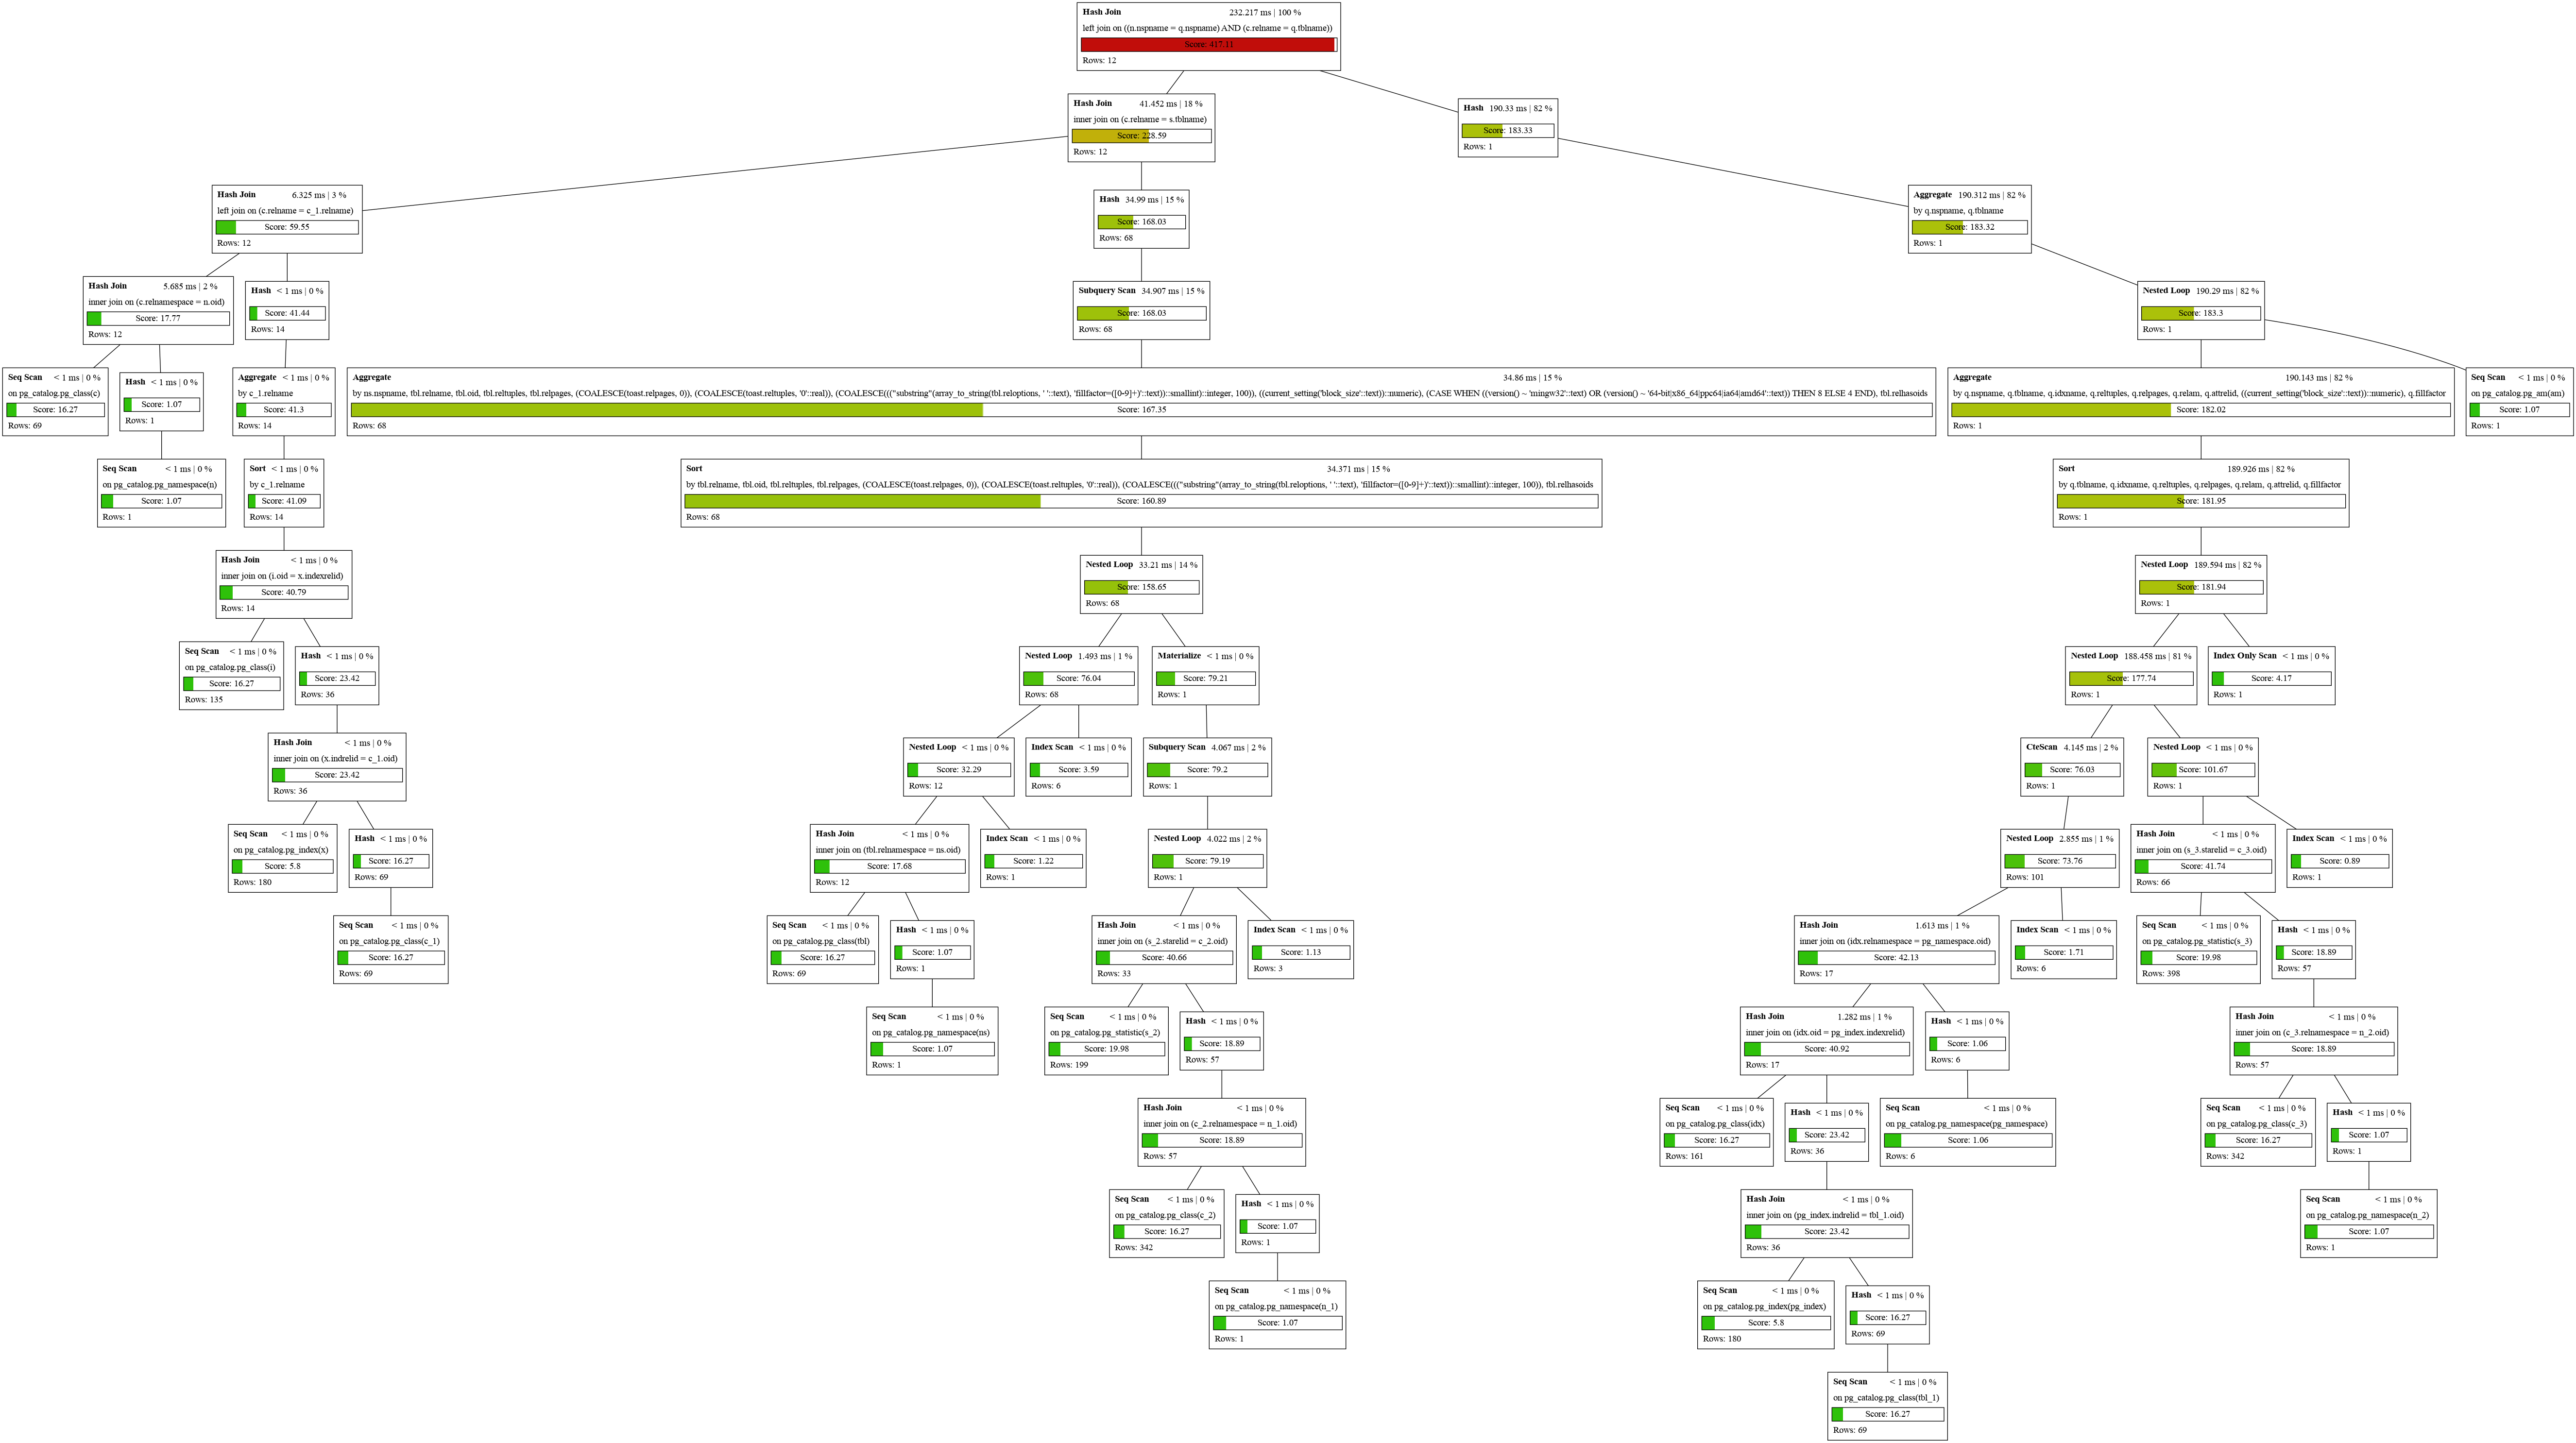 Hash Join 232.217 ms | 100 %
left join on ((n.nspname = q.nspname) AND (c.relname = q.tblname))
Score: 417.11
Rows: 12
Hash Join 41.452 ms | 18 %
inner join on (c.relname = s.tblname)
Score: 228.59
Rows: 12
Hash 190.33 ms | 82 %
Score: 183.33
Rows: 1
Hash Join 6.325 ms | 3 %
left join on (c.relname = c_1.relname)
Score: 59.55
Rows: 12
Hash 34.99 ms | 15 %
Score: 168.03
Rows: 68
Aggregate 190.312 ms | 82 %
by q.nspname, q.tblname
Score: 183.32
Rows: 1
Hash Join 5.685 ms | 2 %
inner join on (c.relnamespace = n.oid)
Score: 17.77
Rows: 12
Hash < 1 ms | 0 %
Score: 41.44
Rows: 14
Subquery Scan 34.907 ms | 15 %
Score: 168.03
Rows: 68
Nested Loop 190.29 ms | 82 %
Score: 183.3
Rows: 1
Seq Scan < 1 ms | 0 %
on pg_catalog.pg_class(c)
Score: 16.27
Rows: 69
Hash < 1 ms | 0 %
Score: 1.07
Rows: 1
Aggregate < 1 ms | 0 %
by c_1.relname
Score: 41.3
Rows: 14
Aggregate 34.86 ms | 15 %
by ns.nspname, tbl.relname, tbl.oid, tbl.reltuples, tbl.relpages, (COALESCE(toast.relpages, 0)), (COALESCE(toast.reltuples, '0'::real)), (COALESCE((("substring"(array_to_string(tbl.reloptions, ' '::text), 'fillfactor=([0-9]+)'::text))::smallint)::integer, 100)), ((current_setting('block_size'::text))::numeric), (CASE WHEN ((version() ~ 'mingw32'::text) OR (version() ~ '64-bit|x86_64|ppc64|ia64|amd64'::text)) THEN 8 ELSE 4 END), tbl.relhasoids
Score: 167.35
Rows: 68
Aggregate 190.143 ms | 82 %
by q.nspname, q.tblname, q.idxname, q.reltuples, q.relpages, q.relam, q.attrelid, ((current_setting('block_size'::text))::numeric), q.fillfactor
Score: 182.02
Rows: 1
Seq Scan < 1 ms | 0 %
on pg_catalog.pg_am(am)
Score: 1.07
Rows: 1
Seq Scan < 1 ms | 0 %
on pg_catalog.pg_namespace(n)
Score: 1.07
Rows: 1
Sort < 1 ms | 0 %
by c_1.relname
Score: 41.09
Rows: 14
Sort 34.371 ms | 15 %
by tbl.relname, tbl.oid, tbl.reltuples, tbl.relpages, (COALESCE(toast.relpages, 0)), (COALESCE(toast.reltuples, '0'::real)), (COALESCE((("substring"(array_to_string(tbl.reloptions, ' '::text), 'fillfactor=([0-9]+)'::text))::smallint)::integer, 100)), tbl.relhasoids
Score: 160.89
Rows: 68
Sort 189.926 ms | 82 %
by q.tblname, q.idxname, q.reltuples, q.relpages, q.relam, q.attrelid, q.fillfactor
Score: 181.95
Rows: 1
Hash Join < 1 ms | 0 %
inner join on (i.oid = x.indexrelid)
Score: 40.79
Rows: 14
Nested Loop 33.21 ms | 14 %
Score: 158.65
Rows: 68
Nested Loop 189.594 ms | 82 %
Score: 181.94
Rows: 1
Seq Scan < 1 ms | 0 %
on pg_catalog.pg_class(i)
Score: 16.27
Rows: 135
Hash < 1 ms | 0 %
Score: 23.42
Rows: 36
Nested Loop 1.493 ms | 1 %
Score: 76.04
Rows: 68
Materialize < 1 ms | 0 %
Score: 79.21
Rows: 1
Nested Loop 188.458 ms | 81 %
Score: 177.74
Rows: 1
Index Only Scan < 1 ms | 0 %
Score: 4.17
Rows: 1
Hash Join < 1 ms | 0 %
inner join on (x.indrelid = c_1.oid)
Score: 23.42
Rows: 36
Nested Loop < 1 ms | 0 %
Score: 32.29
Rows: 12
Index Scan < 1 ms | 0 %
Score: 3.59
Rows: 6
Subquery Scan 4.067 ms | 2 %
Score: 79.2
Rows: 1
CteScan 4.145 ms | 2 %
Score: 76.03
Rows: 1
Nested Loop < 1 ms | 0 %
Score: 101.67
Rows: 1
Seq Scan < 1 ms | 0 %
on pg_catalog.pg_index(x)
Score: 5.8
Rows: 180
Hash < 1 ms | 0 %
Score: 16.27
Rows: 69
Hash Join < 1 ms | 0 %
inner join on (tbl.relnamespace = ns.oid)
Score: 17.68
Rows: 12
Index Scan < 1 ms | 0 %
Score: 1.22
Rows: 1
Nested Loop 4.022 ms | 2 %
Score: 79.19
Rows: 1
Nested Loop 2.855 ms | 1 %
Score: 73.76
Rows: 101
Hash Join < 1 ms | 0 %
inner join on (s_3.starelid = c_3.oid)
Score: 41.74
Rows: 66
Index Scan < 1 ms | 0 %
Score: 0.89
Rows: 1
Seq Scan < 1 ms | 0 %
on pg_catalog.pg_class(c_1)
Score: 16.27
Rows: 69
Seq Scan < 1 ms | 0 %
on pg_catalog.pg_class(tbl)
Score: 16.27
Rows: 69
Hash < 1 ms | 0 %
Score: 1.07
Rows: 1
Hash Join < 1 ms | 0 %
inner join on (s_2.starelid = c_2.oid)
Score: 40.66
Rows: 33
Index Scan < 1 ms | 0 %
Score: 1.13
Rows: 3
Hash Join 1.613 ms | 1 %
inner join on (idx.relnamespace = pg_namespace.oid)
Score: 42.13
Rows: 17
Index Scan < 1 ms | 0 %
Score: 1.71
Rows: 6
Seq Scan < 1 ms | 0 %
on pg_catalog.pg_statistic(s_3)
Score: 19.98
Rows: 398
Hash < 1 ms | 0 %
Score: 18.89
Rows: 57
Seq Scan < 1 ms | 0 %
on pg_catalog.pg_namespace(ns)
Score: 1.07
Rows: 1
Seq Scan < 1 ms | 0 %
on pg_catalog.pg_statistic(s_2)
Score: 19.98
Rows: 199
Hash < 1 ms | 0 %
Score: 18.89
Rows: 57
Hash Join 1.282 ms | 1 %
inner join on (idx.oid = pg_index.indexrelid)
Score: 40.92
Rows: 17
Hash < 1 ms | 0 %
Score: 1.06
Rows: 6
Hash Join < 1 ms | 0 %
inner join on (c_3.relnamespace = n_2.oid)
Score: 18.89
Rows: 57
Hash Join < 1 ms | 0 %
inner join on (c_2.relnamespace = n_1.oid)
Score: 18.89
Rows: 57
Seq Scan < 1 ms | 0 %
on pg_catalog.pg_class(idx)
Score: 16.27
Rows: 161
Hash < 1 ms | 0 %
Score: 23.42
Rows: 36
Seq Scan < 1 ms | 0 %
on pg_catalog.pg_namespace(pg_namespace)
Score: 1.06
Rows: 6
Seq Scan < 1 ms | 0 %
on pg_catalog.pg_class(c_3)
Score: 16.27
Rows: 342
Hash < 1 ms | 0 %
Score: 1.07
Rows: 1
Seq Scan < 1 ms | 0 %
on pg_catalog.pg_class(c_2)
Score: 16.27
Rows: 342
Hash < 1 ms | 0 %
Score: 1.07
Rows: 1
Hash Join < 1 ms | 0 %
inner join on (pg_index.indrelid = tbl_1.oid)
Score: 23.42
Rows: 36
Seq Scan < 1 ms | 0 %
on pg_catalog.pg_namespace(n_2)
Score: 1.07
Rows: 1
Seq Scan < 1 ms | 0 %
on pg_catalog.pg_namespace(n_1)
Score: 1.07
Rows: 1
Seq Scan < 1 ms | 0 %
on pg_catalog.pg_index(pg_index)
Score: 5.8
Rows: 180
Hash < 1 ms | 0 %
Score: 16.27
Rows: 69
Seq Scan < 1 ms | 0 %
on pg_catalog.pg_class(tbl_1)
Score: 16.27
Rows: 69